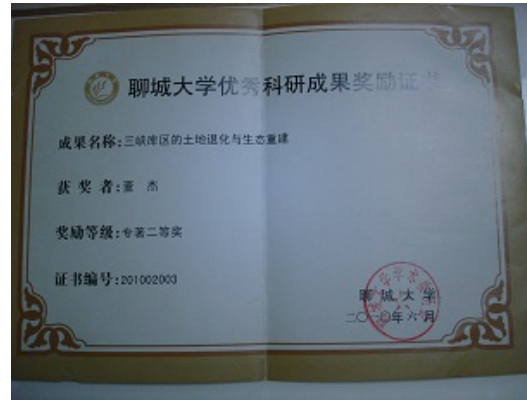 聊城大学优秀科研成果奖励证书
成果名称:三峡库区的土地退化与生态重建
获奖者:董杰
奖励等级:专著二等奖
证书编号:201002003
聊城大学
二〇一〇年六月